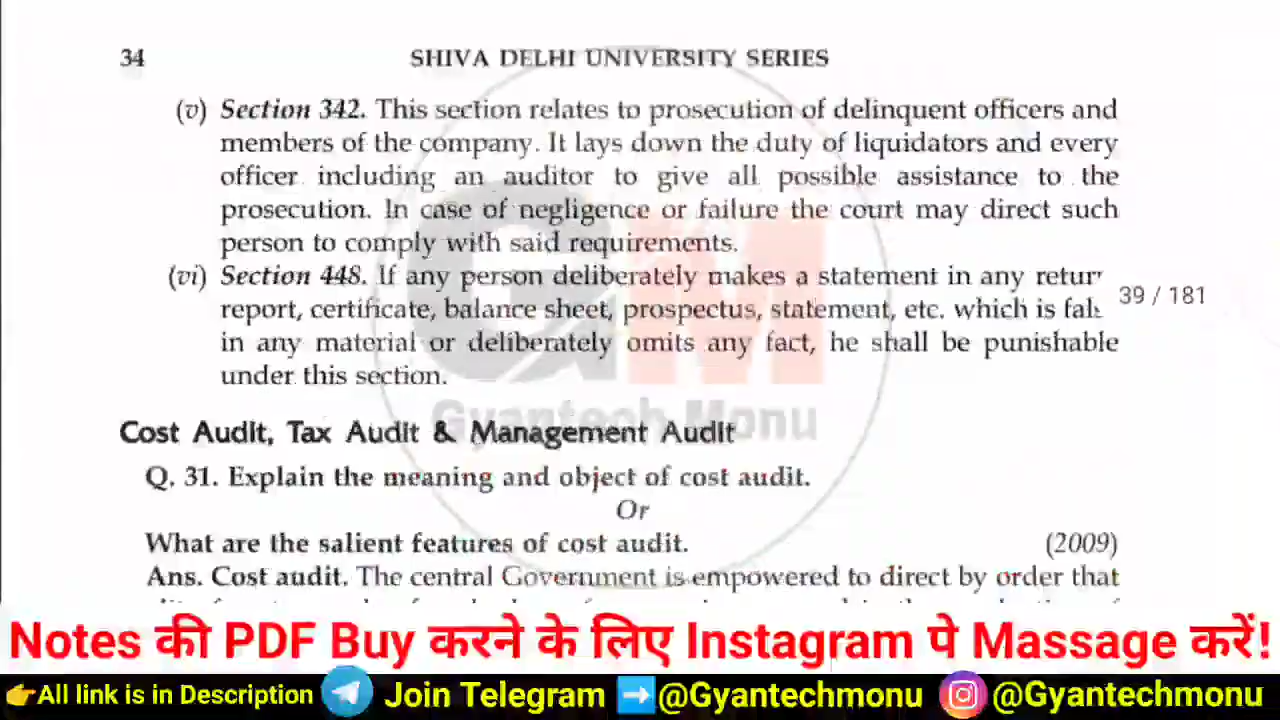 34 SHIVA DELHI UNIVERSITY SERIES
(v) Section 342. This section relates to prosecution of delinquent officers and
members of the company. It lays down the duty of liquidators and every
officer including an auditor to give all possible assistance to the
prosecution. In case of negligence or failure the court may direct such
person to comply with said requirements.
(vi) Section 448. If any person deliberately makes a statement in any retur
report, certificate, balance sheet, prospectus, statement, etc. which is fal
39 / 181
in any material or deliberately omits any fact, he shall be punishable
under this section.
Gyantech Monu
Cost Audit, Tax Audit & Management Audit
Q. 31. Explain the meaning and object of cost audit.
Or
What are the salient features of cost audit. (2009)
Ans. Cost audit. The central Government is empowered to direct by order that
Notes की PDF Buy करने के लिए Instagram पे Massage करें!
All link is in Description Join Telegram @Gyantechmonu @Gyantechmonu